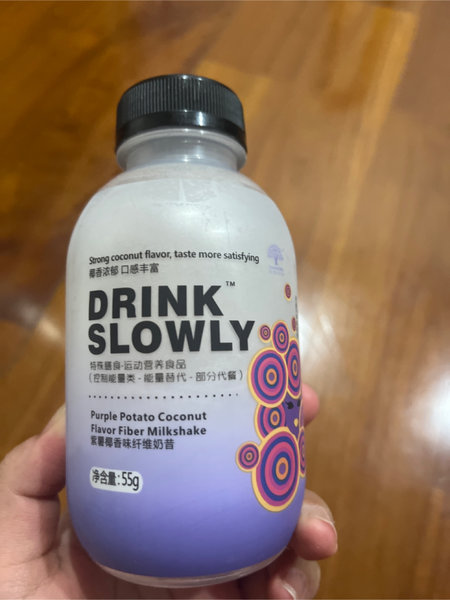 Strong coconut flavor, taste more satisfying
椰香浓郁 口感丰富
DRINK™
SLOWLY
特殊膳食-运动营养食品
(控制能量类-能量替代-部分代餐)
Purple Potato Coconut
Flavor Fiber Milkshake
紫薯椰香味纤维奶昔
净含量:55g